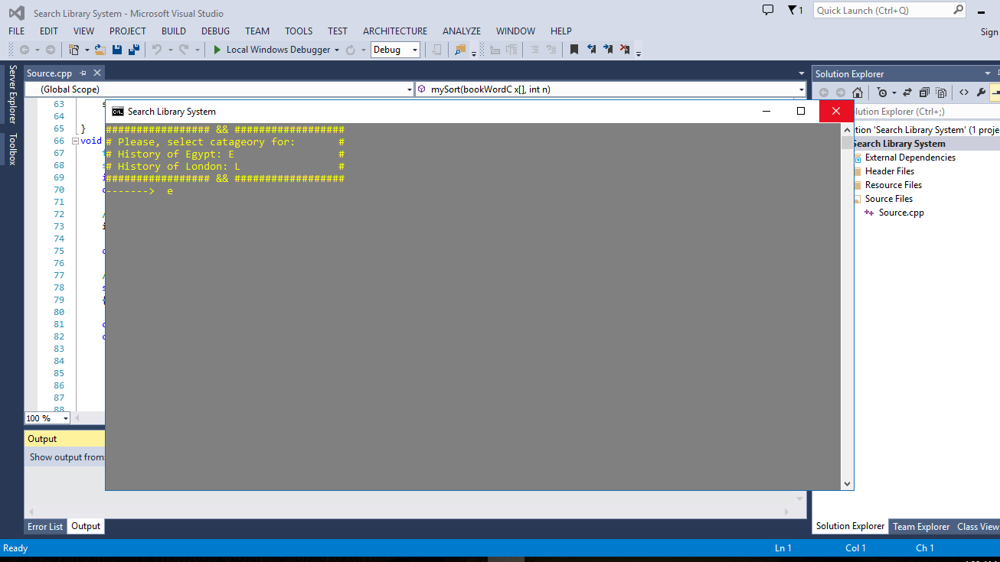 Search Library System - Microsoft Visual Studio
1
Quick Launch (Ctrl+Q)
FILE EDIT VIEW PROJECT BUILD DEBUG TEAM TOOLS TEST ARCHITECTURE ANALYZE WINDOW HELP
Sign
Local Windows Debugger
Debug
Server Explorer
Toolbox
Source.cpp
(Global Scope)
mySort(bookWordC x[], int n)
63
64
65 }
66 void
67
68
69
70
71
72
73
74
75
76
77
78
79
80
81
82
83
84
85
86
87
88
100 %
Search Library System
################# && ##################
# Please, select catageory for: #
# History of Egypt: E #
# History of London: L #
################# && ##################
-------> e
Output
Show output from:
Error List Output
Solution Explorer
olution Explorer (Ctrl+;)
tion 'Search Library System' (1 proje
Search Library System
External Dependencies
Header Files
Resource Files
Source Files
Source.cpp
Solution Explorer Team Explorer Class View
Ready
Ln 1 Col 1 Ch 1